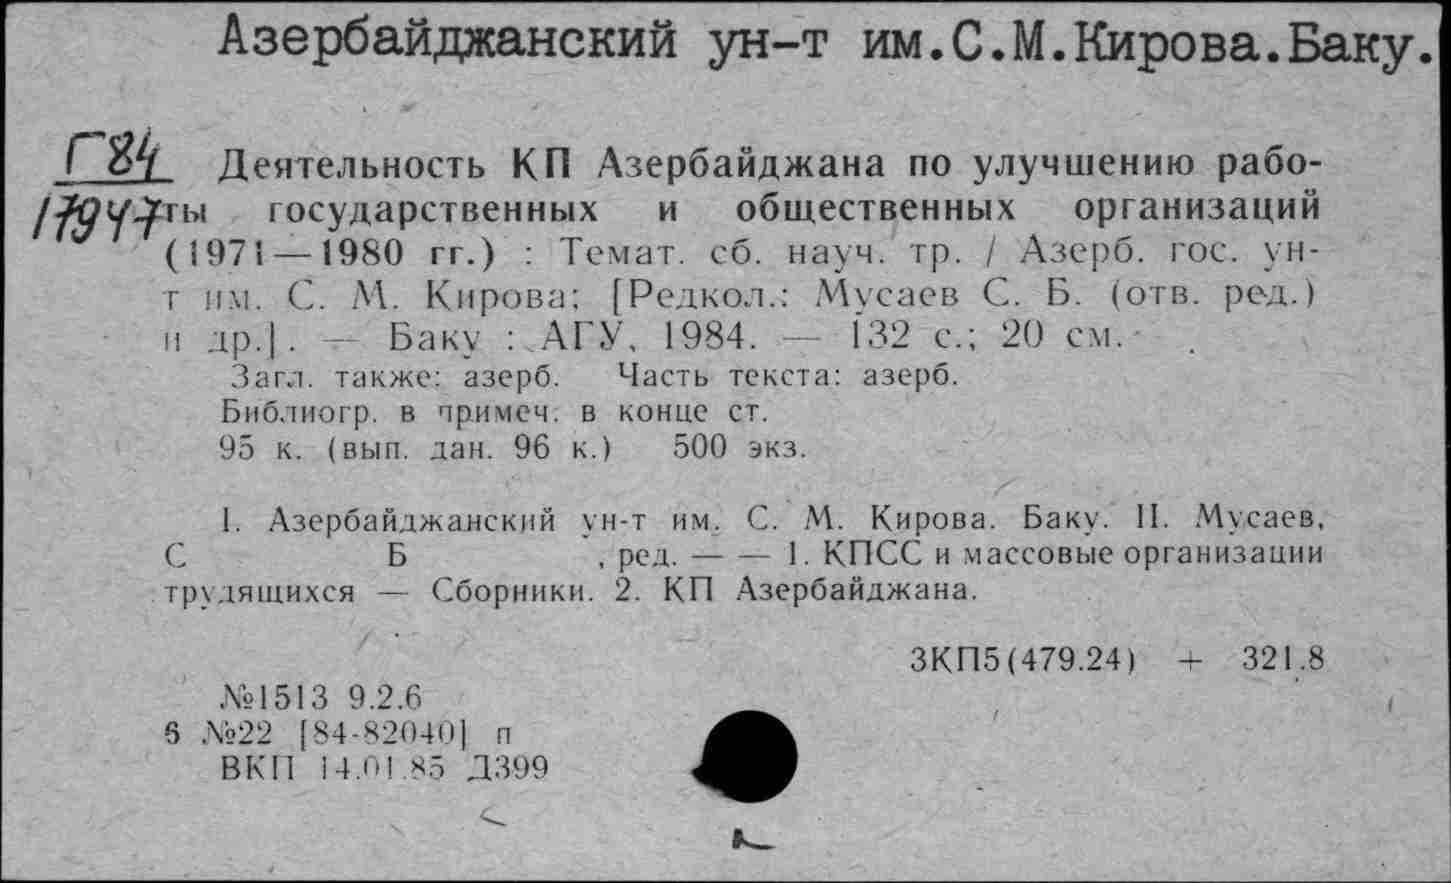 Азербайджанский ун-т им.С.М.Кирова.Баку.
Г84 Деятельность КП Азербайджана по улучшению рабо-
17947 ты государственных и общественных организаций
(1971—1980 гг.) : Темат. сб. науч. тр. / Азерб. гос. ун-
т им. С. М. Кирова; [Редкол.: Мусаев С. Б. (отв. ред.)
и др.]. — Баку : АГУ, 1984. — 132 с.; 20 см.
Загл. также: азерб. Часть текста: азерб.
Библиогр. в примеч. в конце ст.
95 к. (вып. дан. 96 к.) 500 экз.
I. Азербайджанский ун-т им. С. М. Кирова. Баку. II. Мусаев,
С Б , ред. — — 1. КПСС и массовые организации
трудящихся — Сборники. 2. КП Азербайджана.
3КП5(479.24) + 321.8
№1513 9.2.6
6 №22 [84-82040] п
ВКП 14.01.85 Д399